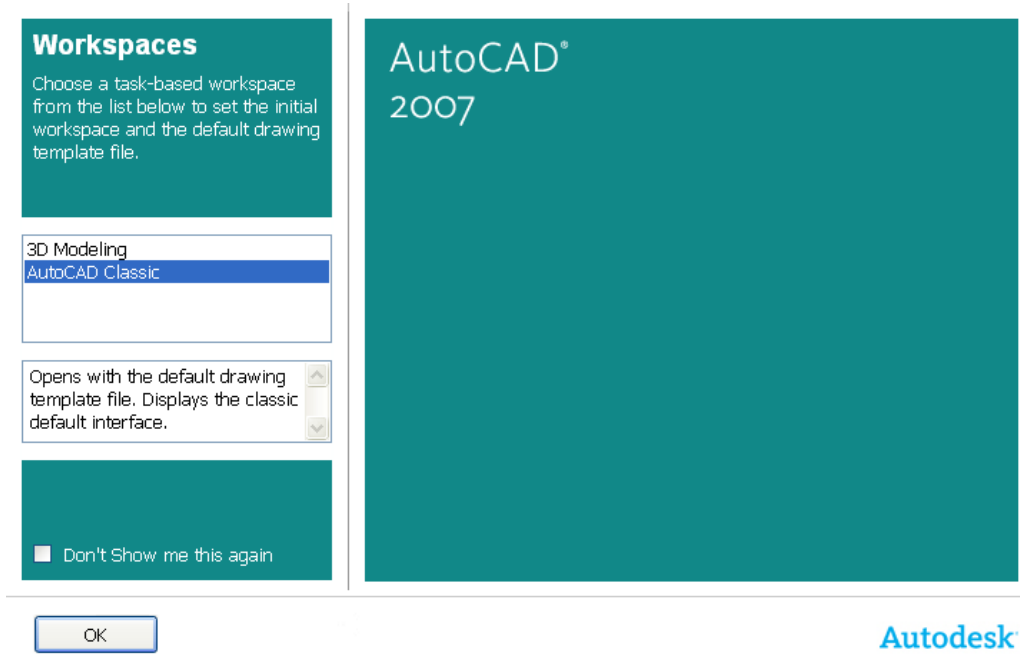 Workspaces
Choose a task-based workspace
from the list below to set the initial
workspace and the default drawing
template file.
3D Modeling
AutoCAD Classic
Opens with the default drawing
template file. Displays the classic
default interface.
Don't Show me this again
OK
AutoCAD®
2007
Autodesk